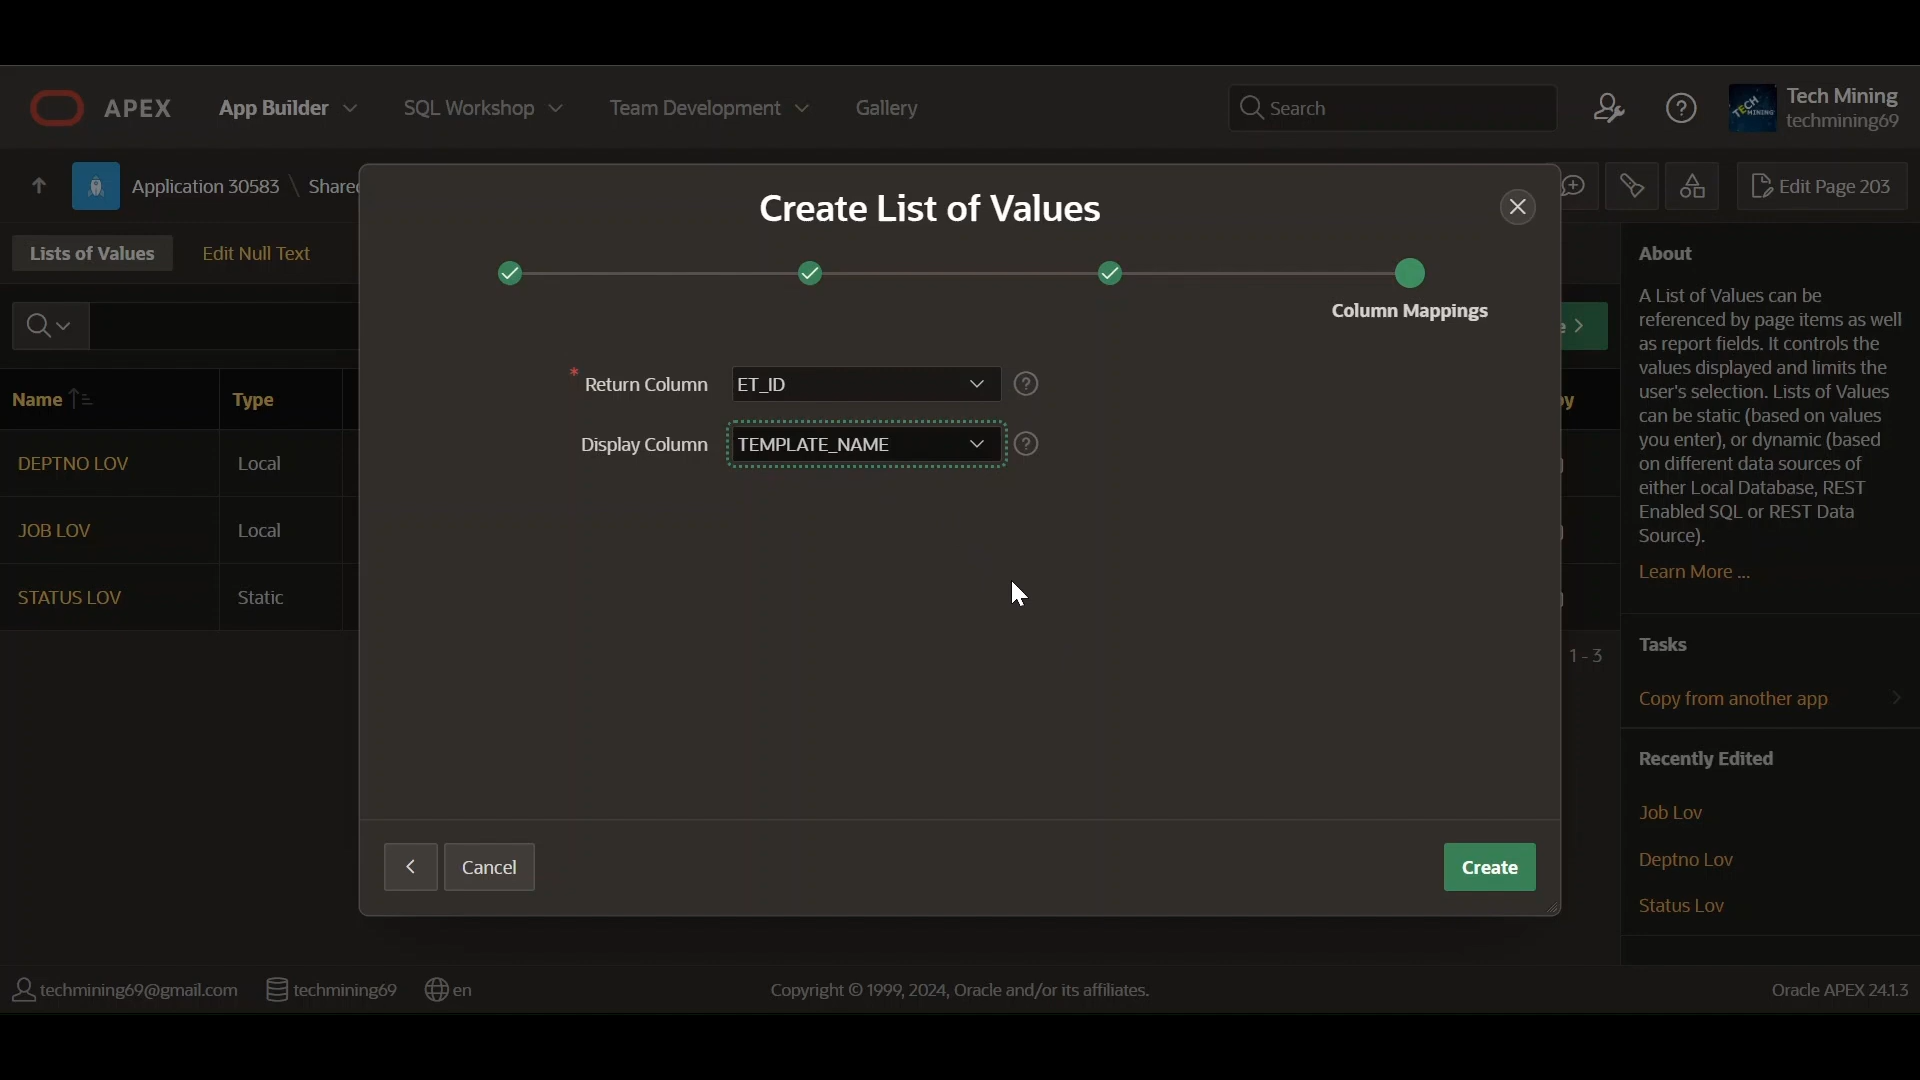 APEX App Builder SQL Workshop Team Development Gallery Search Tech Mining
techmining69
Application 30583 \ Shared Edit Page 203
Create List of Values
Lists of Values Edit Null Text
Column Mappings
* Return Column ET_ID
Display Column TEMPLATE_NAME
Name Type
DEPTNO LOV Local
JOB LOV Local
STATUS LOV Static
1 - 3
Cancel Create
About
A List of Values can be
referenced by page items as well
as report fields. It controls the
values displayed and limits the
user's selection. Lists of Values
can be static (based on values
you enter), or dynamic (based
on different data sources of
either Local Database, REST
Enabled SQL or REST Data
Source).
Learn More ...
Tasks
Copy from another app
Recently Edited
Job Lov
Deptno Lov
Status Lov
techmining69@gmail.com techmining69 en Copyright © 1999, 2024, Oracle and/or its affiliates. Oracle APEX 24.1.3